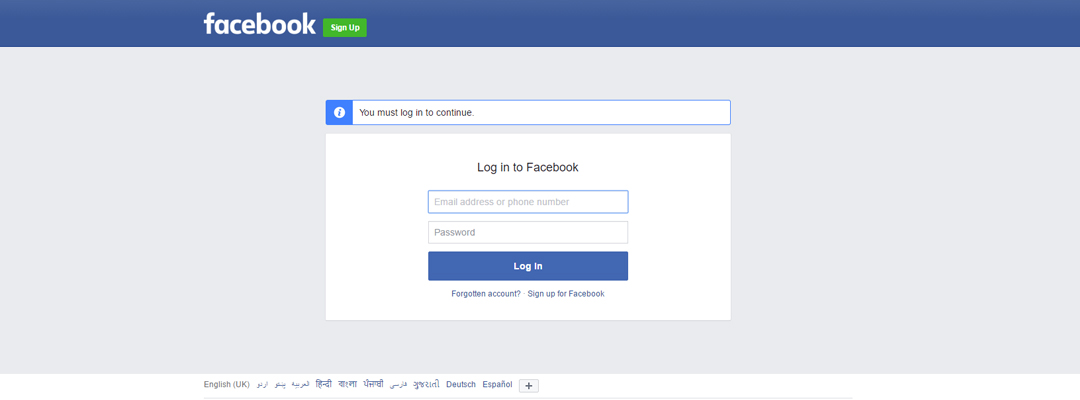 facebook Sign Up
You must log in to continue.
Log in to Facebook
Email address or phone number
Password
Log In
Forgotten account? · Sign up for Facebook
English (UK) اردو پښتو العربية हिन्दी বাংলা ਪੰਜਾਬੀ فارسی ગુજરાતી Deutsch Español +